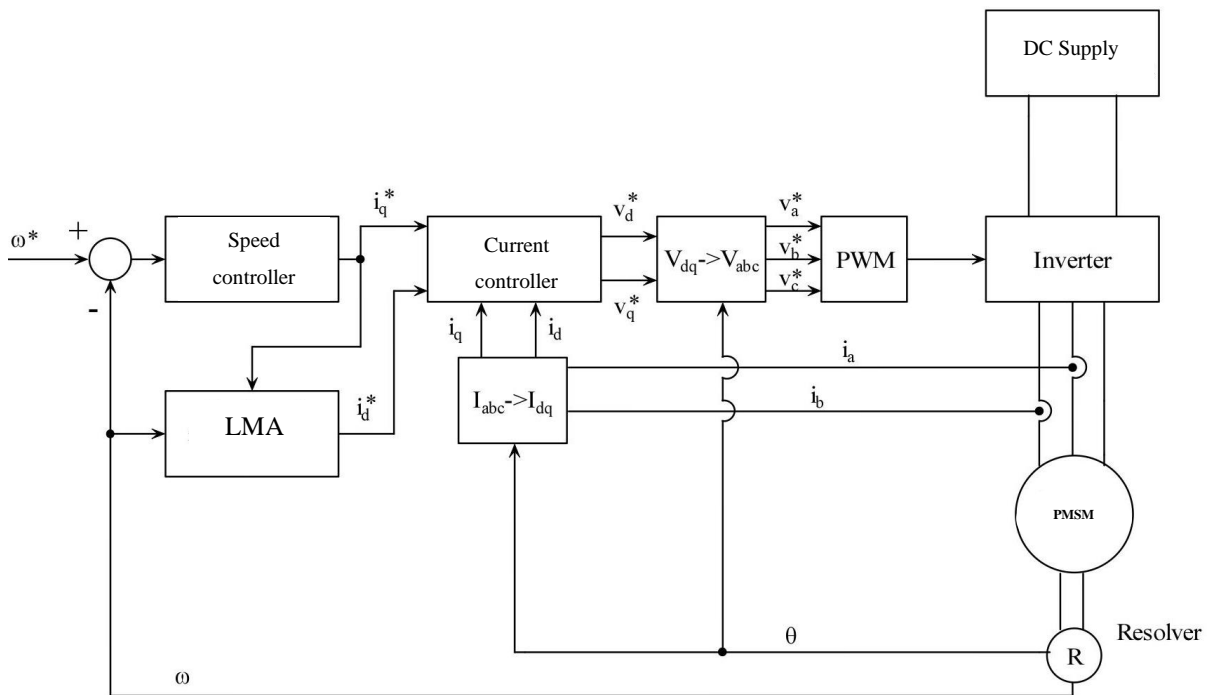 DC Supply
ω*
+
-
Speed
controller
i_q^*
Current
controller
v_d^*
v_q^*
V_dq->V_abc
v_a^*
v_b^*
v_c^*
PWM
Inverter
i_q
i_d
i_a
i_b
I_abc->I_dq
LMA
i_d^*
PMSM
θ
R
Resolver
ω